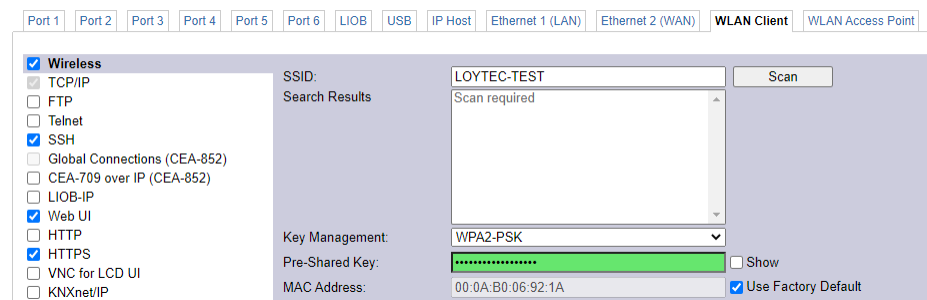 Port 1 Port 2 Port 3 Port 4 Port 5 Port 6 LIOB USB IP Host Ethernet 1 (LAN) Ethernet 2 (WAN) WLAN Client WLAN Access Point
Wireless
TCP/IP
FTP
Telnet
SSH
Global Connections (CEA-852)
CEA-709 over IP (CEA-852)
LIOB-IP
Web UI
HTTP
HTTPS
VNC for LCD UI
KNXnet/IP
SSID: LOYTEC-TEST Scan
Search Results Scan required
Key Management: WPA2-PSK
Pre-Shared Key: •••••••••••••••••• Show
MAC Address: 00:0A:B0:06:92:1A Use Factory Default